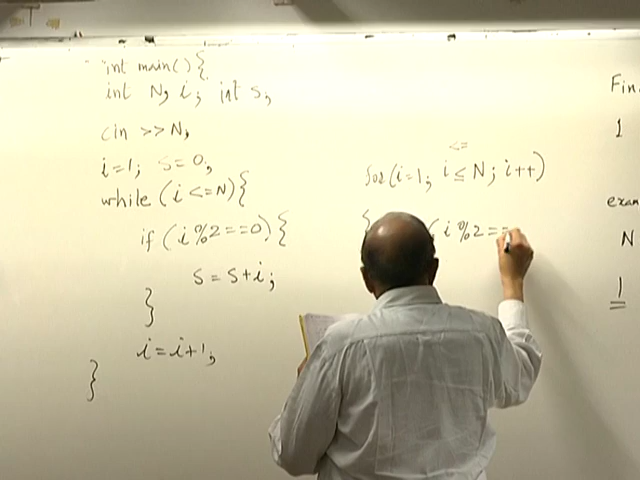 int main() {
int N, i; int s;
cin >> N;
i=1; s=0;
while (i <=N) {
if (i %2==0) {
s = s+i;
}
i=i+1;
}
<=
for(i=1; i≤N; i++)
{ ( i %2==
Fin
1
exam
N
1